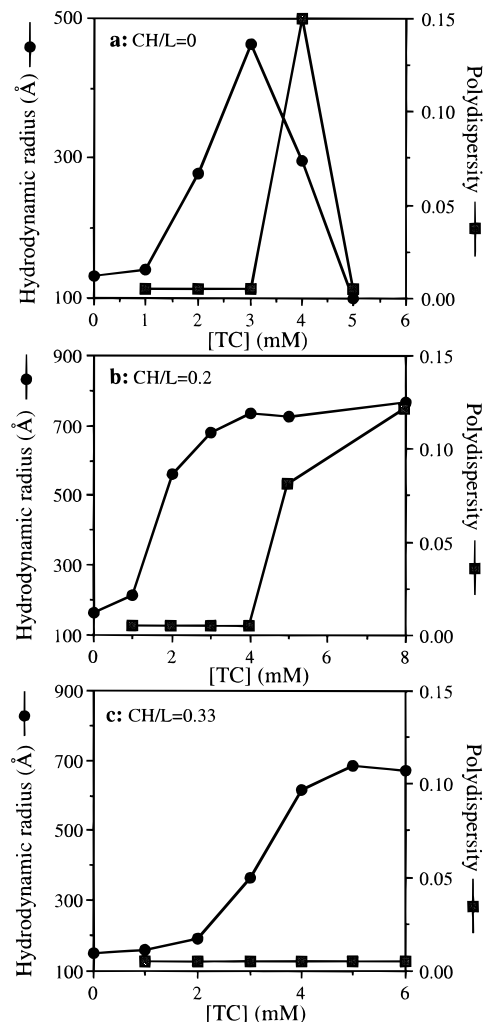 a: CH/L=0
Hydrodynamic radius (Å)
500
300
100
0.15
0.10
0.05
0.00
Polydispersity
0 1 2 3 4 5 6
[TC] (mM)
b: CH/L=0.2
Hydrodynamic radius (Å)
900
700
500
300
100
0.15
0.10
0.05
0.00
Polydispersity
0 2 4 6 8
[TC] (mM)
c: CH/L=0.33
Hydrodynamic radius (Å)
900
700
500
300
100
0.15
0.10
0.05
0.00
Polydispersity
0 2 4 6
[TC] (mM)